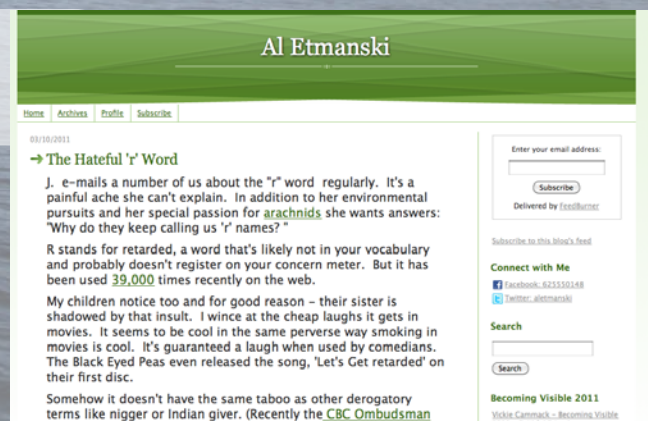 Al Etmanski
Home Archives Profile Subscribe
03/10/2011
→ The Hateful 'r' Word
J. e-mails a number of us about the "r" word regularly. It's a
painful ache she can't explain. In addition to her environmental
pursuits and her special passion for arachnids she wants answers:
"Why do they keep calling us 'r' names? "
R stands for retarded, a word that's likely not in your vocabulary
and probably doesn't register on your concern meter. But it has
been used 39,000 times recently on the web.
My children notice too and for good reason – their sister is
shadowed by that insult. I wince at the cheap laughs it gets in
movies. It seems to be cool in the same perverse way smoking in
movies is cool. It's guaranteed a laugh when used by comedians.
The Black Eyed Peas even released the song, 'Let's Get retarded' on
their first disc.
Somehow it doesn't have the same taboo as other derogatory
terms like nigger or Indian giver. (Recently the CBC Ombudsman
Enter your email address:
Subscribe
Delivered by FeedBurner
Subscribe to this blog's feed
Connect with Me
Facebook: 625550148
Twitter: aletmanski
Search
Search
Becoming Visible 2011
Vickie Cammack – Becoming Visible